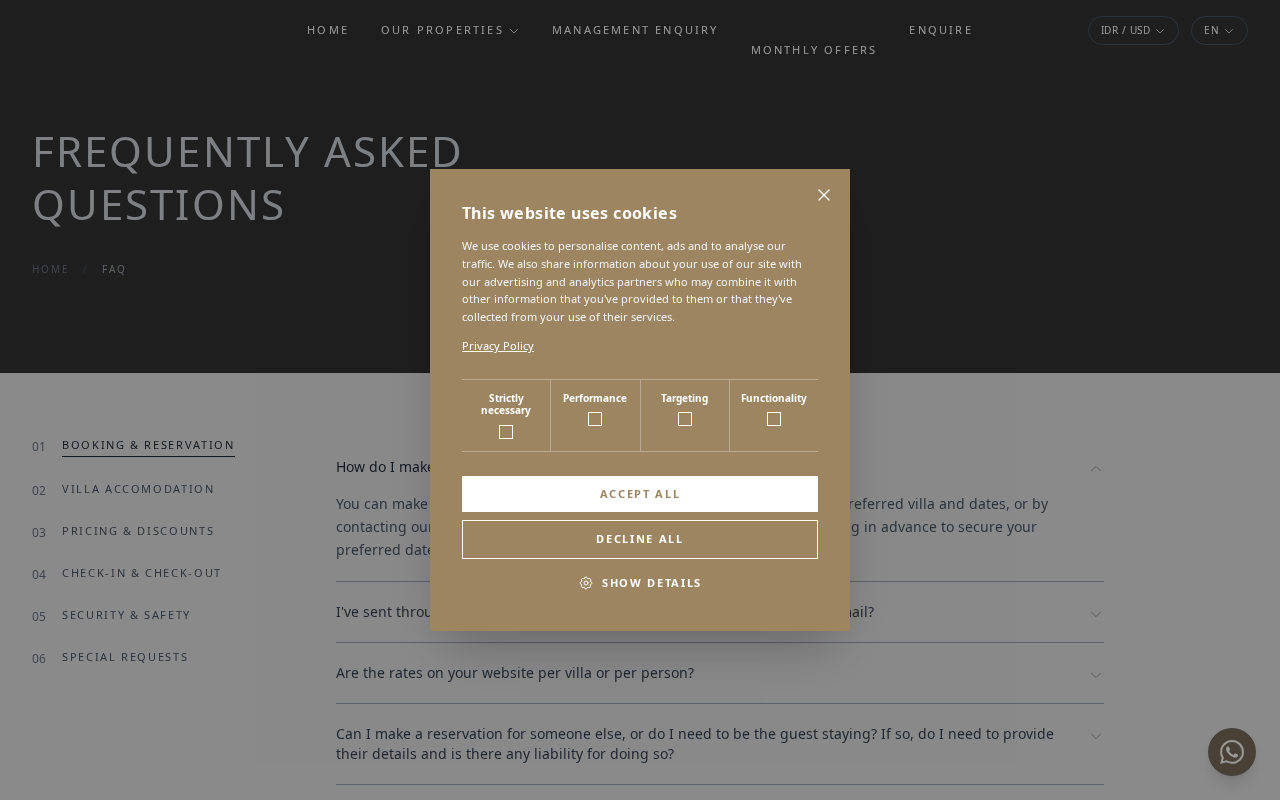 HOME
OUR PROPERTIES
MANAGEMENT ENQUIRY
MONTHLY OFFERS
ENQUIRE
IDR / USD
EN
FREQUENTLY ASKED
QUESTIONS
HOME / FAQ
This website uses cookies
We use cookies to personalise content, ads and to analyse our
traffic. We also share information about your use of our site with
our advertising and analytics partners who may combine it with
other information that you've provided to them or that they've
collected from your use of their services.
Privacy Policy
Strictly
necessary
Performance
Targeting
Functionality
ACCEPT ALL
DECLINE ALL
SHOW DETAILS
01 BOOKING & RESERVATION
02 VILLA ACCOMODATION
03 PRICING & DISCOUNTS
04 CHECK-IN & CHECK-OUT
05 SECURITY & SAFETY
06 SPECIAL REQUESTS
How do I make
You can make referred villa and dates, or by
contacting our in advance to secure your
preferred
I've sent
Are the rates on your website per villa or per person?
Can I make a reservation for someone else, or do I need to be the guest staying? If so, do I need to provide
their details and is there any liability for doing so?